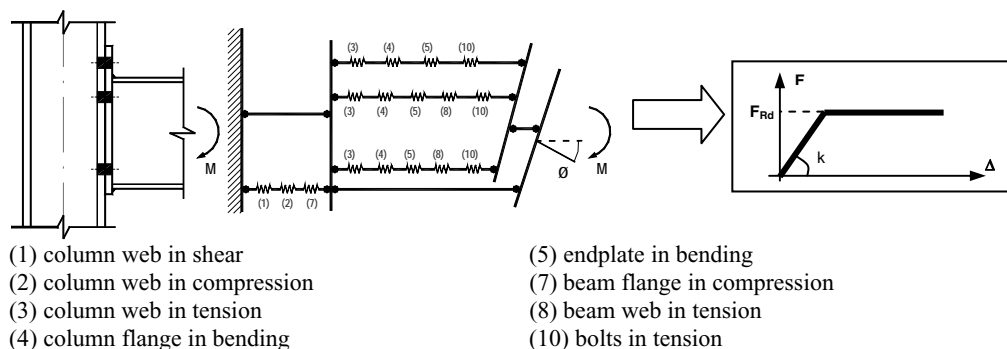 (3) (4) (5) (10)
(3) (4) (5) (8) (10)
(3) (4) (5) (8) (10)
(1) (2) (7)
M
Ø M
F
F_Rd
k
Δ
(1) column web in shear
(2) column web in compression
(3) column web in tension
(4) column flange in bending
(5) endplate in bending
(7) beam flange in compression
(8) beam web in tension
(10) bolts in tension